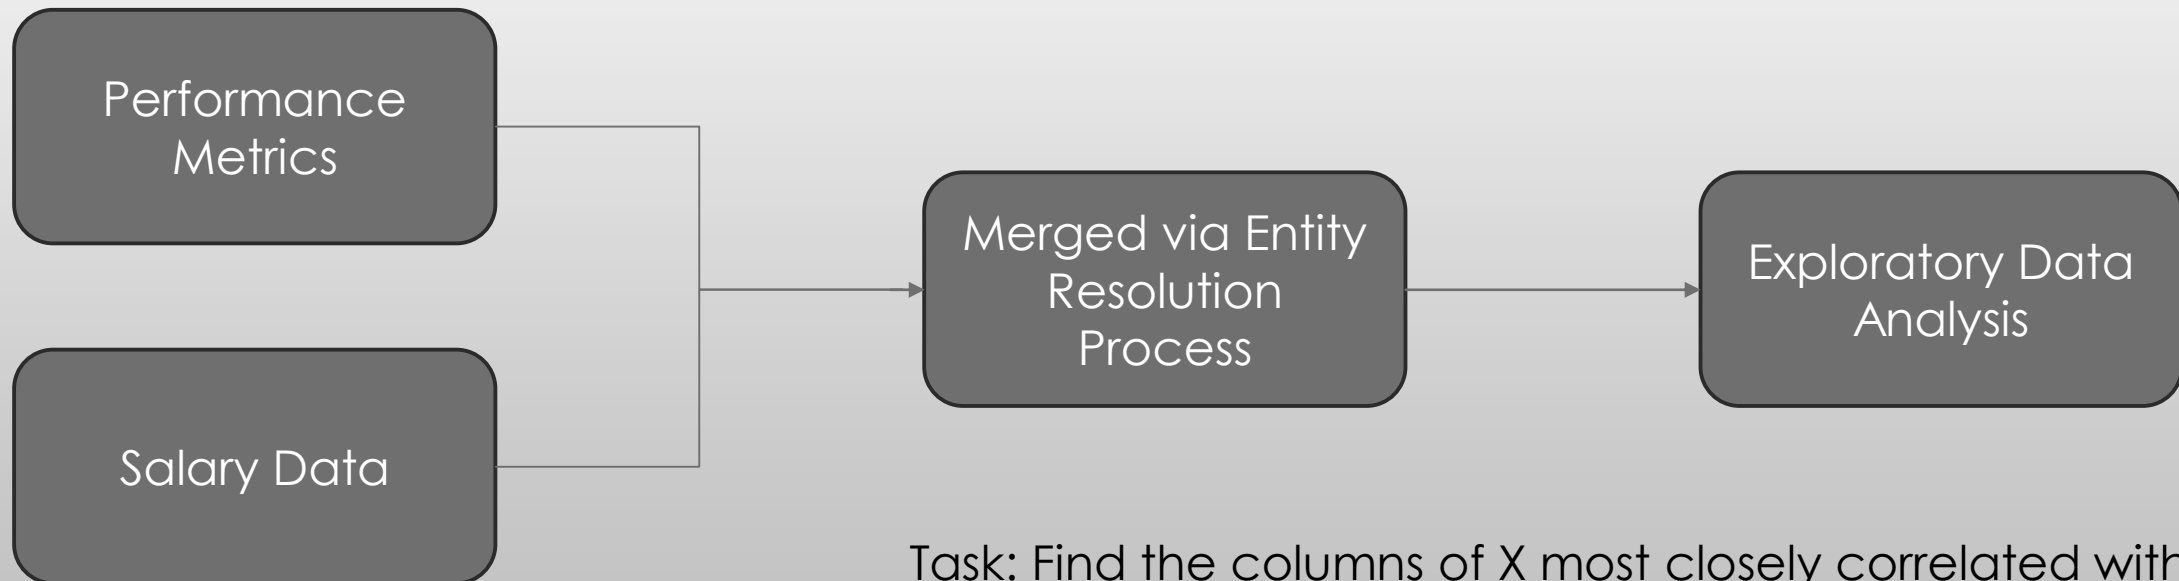 Performance
Metrics
Merged via Entity
Resolution
Process
Exploratory Data
Analysis
Salary Data
Task: Find the columns of X most closely correlated with